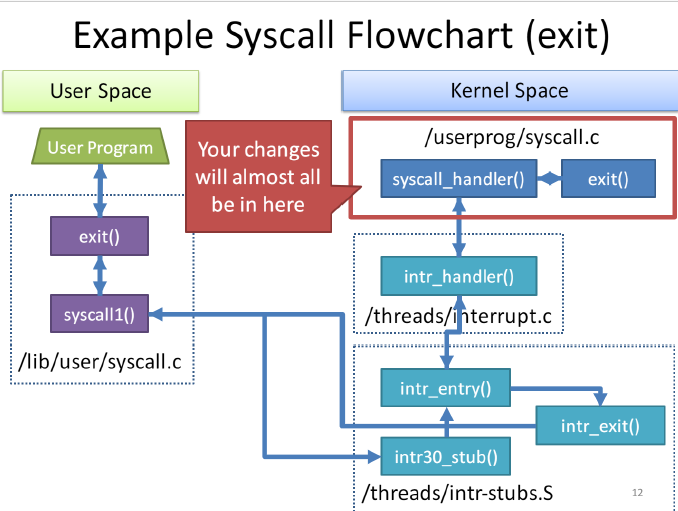 Example Syscall Flowchart (exit)
User Space
Kernel Space
User Program
Your changes
will almost all
be in here
/userprog/syscall.c
syscall_handler()
exit()
exit()
syscall1()
/lib/user/syscall.c
intr_handler()
/threads/interrupt.c
intr_entry()
intr_exit()
intr30_stub()
/threads/intr-stubs.S
12